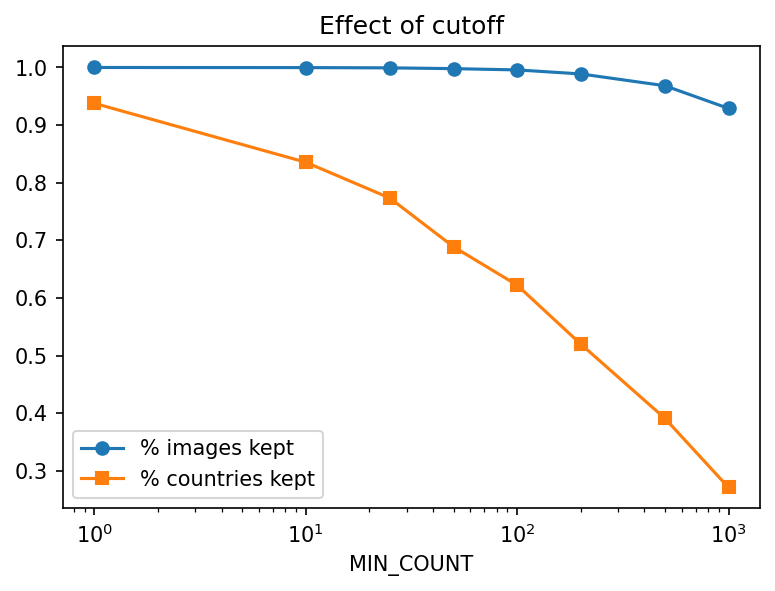 Effect of cutoff
1.0
0.9
0.8
0.7
0.6
0.5
0.4
0.3
% images kept
% countries kept
10⁰ 10¹ 10² 10³
MIN_COUNT